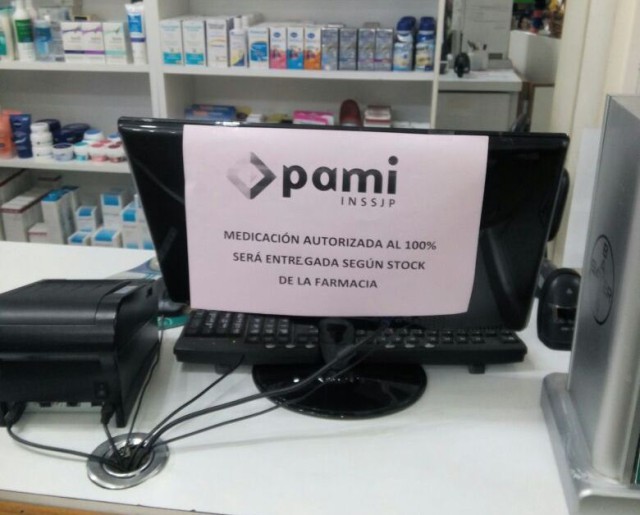 pami
INSSJP
MEDICACIÓN AUTORIZADA AL 100%
SERÁ ENTREGADA SEGÚN STOCK
DE LA FARMACIA